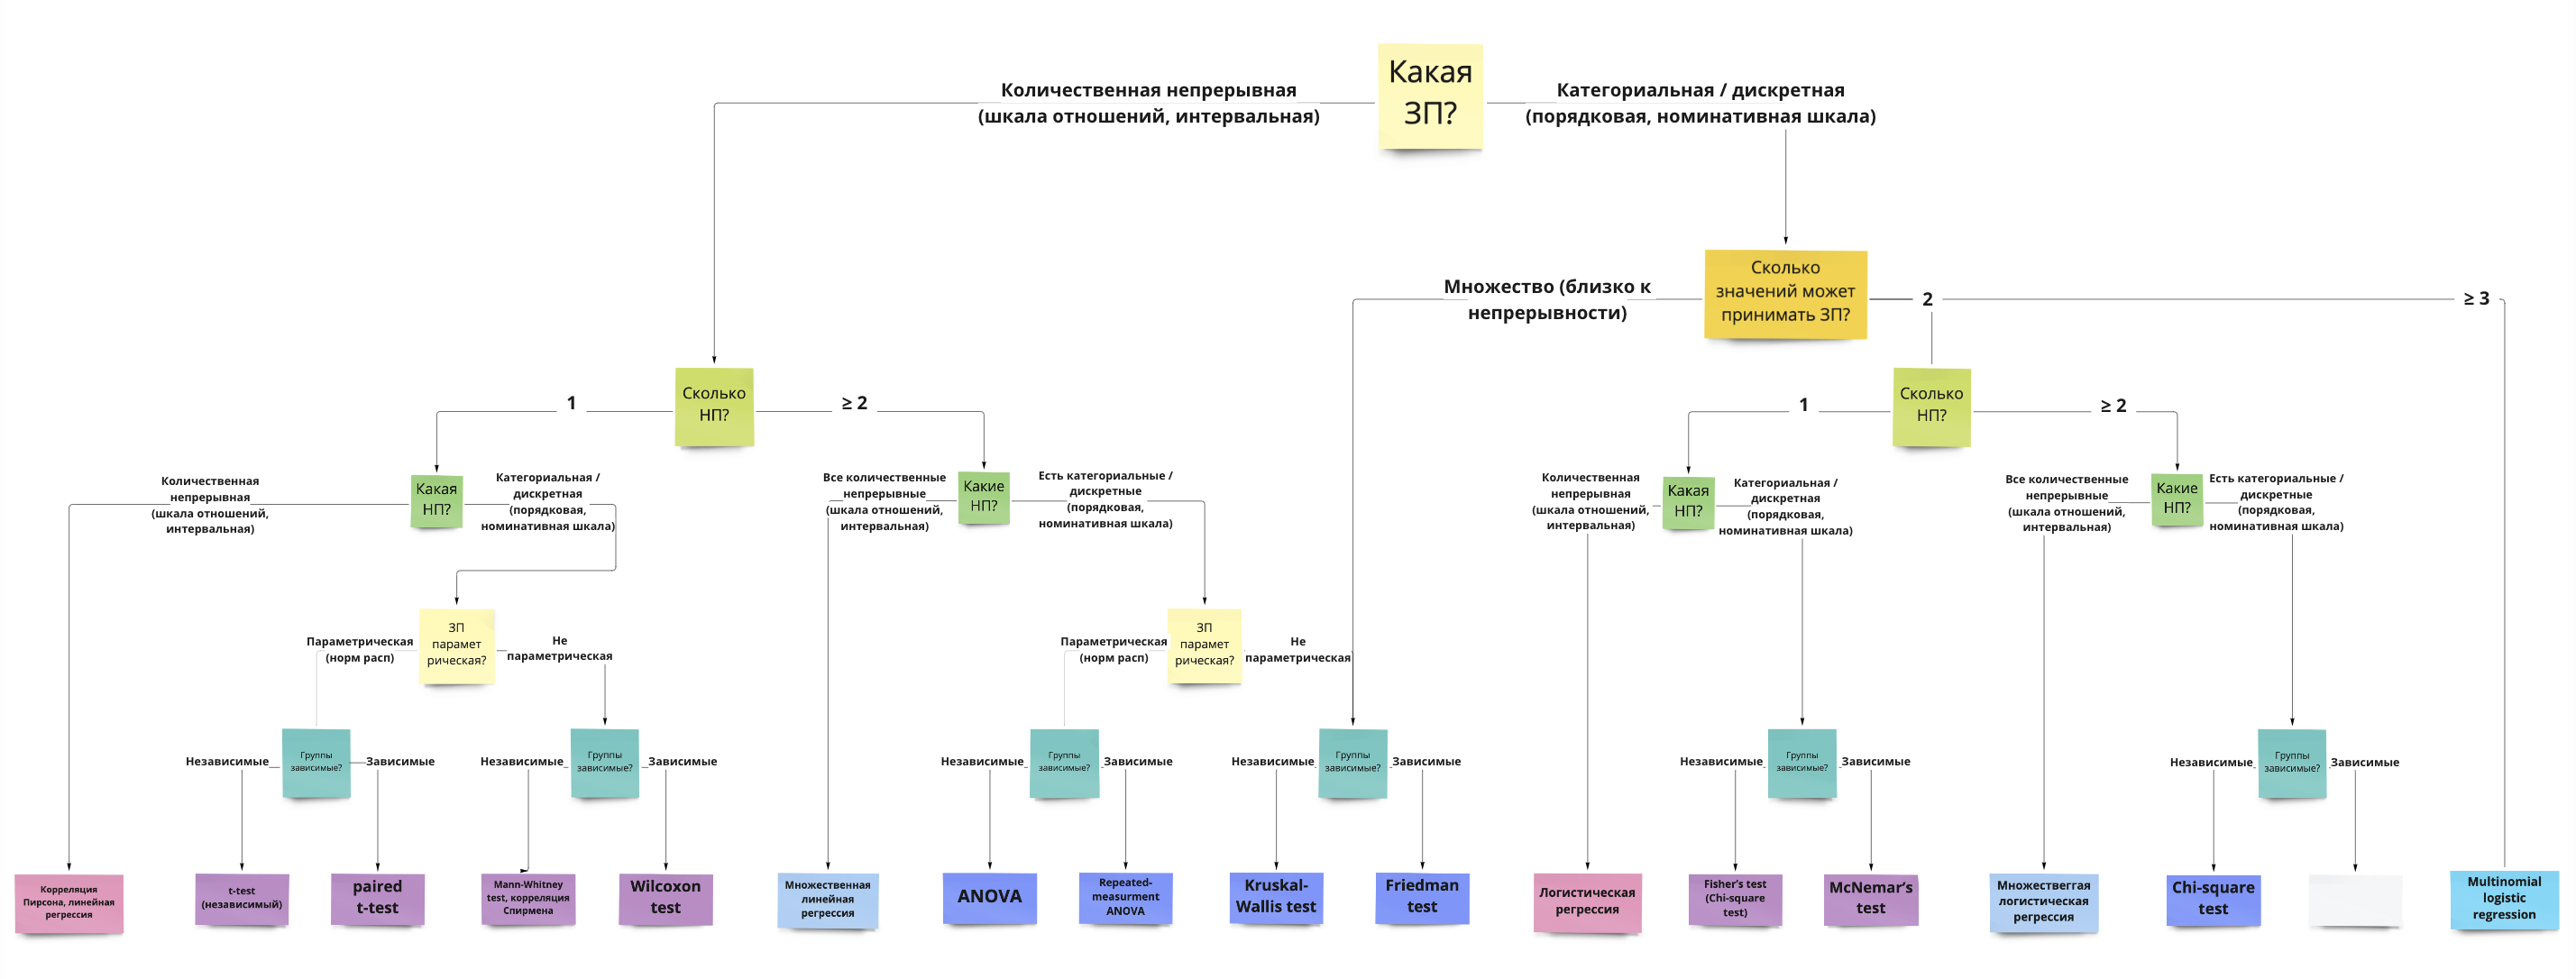 Какая
ЗП?
Количественная непрерывная
(шкала отношений, интервальная)
Категориальная / дискретная
(порядковая, номинативная шкала)
Сколько
значений может
принимать ЗП?
Множество (близко к
непрерывности)
2
≥ 3
Сколько
НП?
1
≥ 2
Сколько
НП?
1
≥ 2
Количественная
непрерывная
(шкала отношений,
интервальная)
Какая
НП?
Категориальная /
дискретная
(порядковая,
номинативная шкала)
Все количественные
непрерывные
(шкала отношений,
интервальная)
Какие
НП?
Есть категориальные /
дискретные
(порядковая,
номинативная шкала)
Количественная
непрерывная
(шкала отношений,
интервальная)
Какая
НП?
Категориальная /
дискретная
(порядковая,
номинативная шкала)
Все количественные
непрерывные
(шкала отношений,
интервальная)
Какие
НП?
Есть категориальные /
дискретные
(порядковая,
номинативная шкала)
Параметрическая
(норм расп)
ЗП
парамет
рическая?
Не
параметрическая
Параметрическая
(норм расп)
ЗП
парамет
рическая?
Не
параметрическая
Независимые
Группы
зависимые?
Зависимые
Независимые
Группы
зависимые?
Зависимые
Независимые
Группы
зависимые?
Зависимые
Независимые
Группы
зависимые?
Зависимые
Независимые
Группы
зависимые?
Зависимые
Независимые
Группы
зависимые?
Зависимые
Корреляция
Пирсона, линейная
регрессия
t-test
(независимый)
paired
t-test
Mann-Whitney
test, корреляция
Спирмена
Wilcoxon
test
Множественная
линейная
регрессия
ANOVA
Repeated-
measurment
ANOVA
Kruskal-
Wallis test
Friedman
test
Логистическая
регрессия
Fisher's test
(Chi-square
test)
McNemar's
test
Множествеггая
логистическая
регрессия
Chi-square
test
Multinomial
logistic
regression